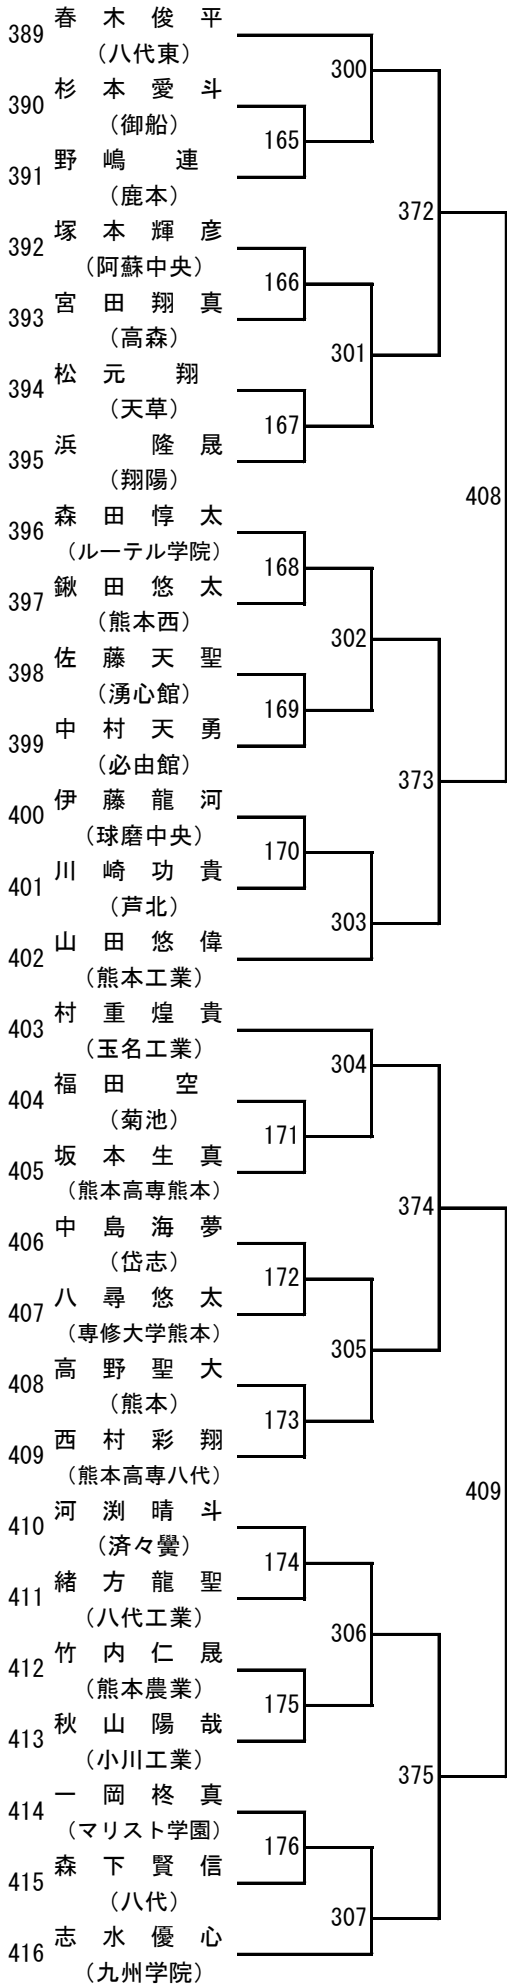 389 春木俊平
（八代東）
300
390 杉本愛斗
（御船）
165
391 野嶋連
（鹿本）
372
392 塚本輝彦
（阿蘇中央）
166
393 宮田翔真
（高森）
301
394 松元翔
（天草）
167
395 浜隆晟
（翔陽）
408
396 森田惇太
（ルーテル学院）
168
397 鍬田悠太
（熊本西）
302
398 佐藤天聖
（湧心館）
169
399 中村天勇
（必由館）
373
400 伊藤龍河
（球磨中央）
170
401 川崎功貴
（芦北）
303
402 山田悠偉
（熊本工業）
403 村重煌貴
（玉名工業）
304
404 福田空
（菊池）
171
405 坂本生真
（熊本高専熊本）
374
406 中島海夢
（岱志）
172
407 八尋悠太
（専修大学熊本）
305
408 高野聖大
（熊本）
173
409 西村彩翔
（熊本高専八代）
409
410 河渕晴斗
（済々黌）
174
411 緒方龍聖
（八代工業）
306
412 竹内仁晟
（熊本農業）
175
413 秋山陽哉
（小川工業）
375
414 一岡柊真
（マリスト学園）
176
415 森下賢信
（八代）
307
416 志水優心
（九州学院）